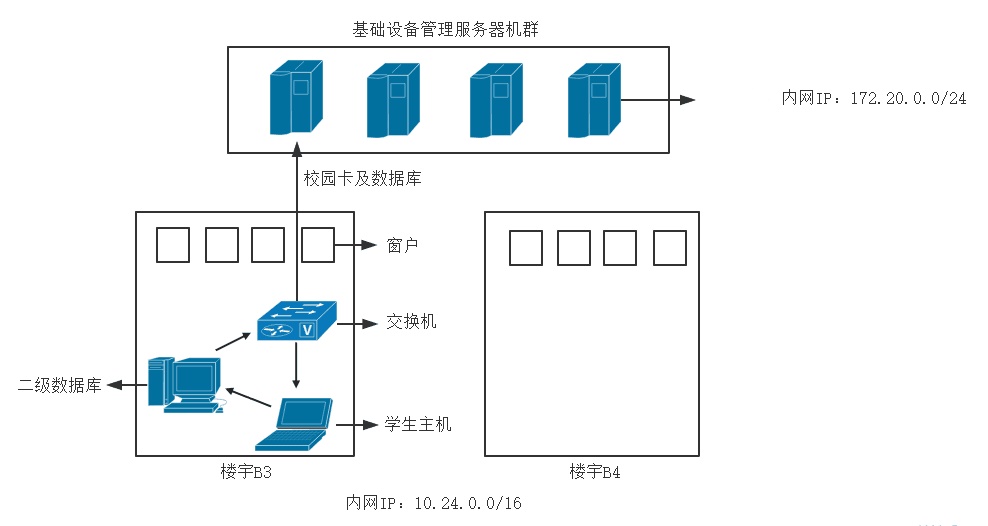 基础设备管理服务器机群
内网IP: 172.20.0.0/24
校园卡及数据库
窗户
交换机
V
二级数据库
学生主机
楼宇B3
楼宇B4
内网IP: 10.24.0.0/16